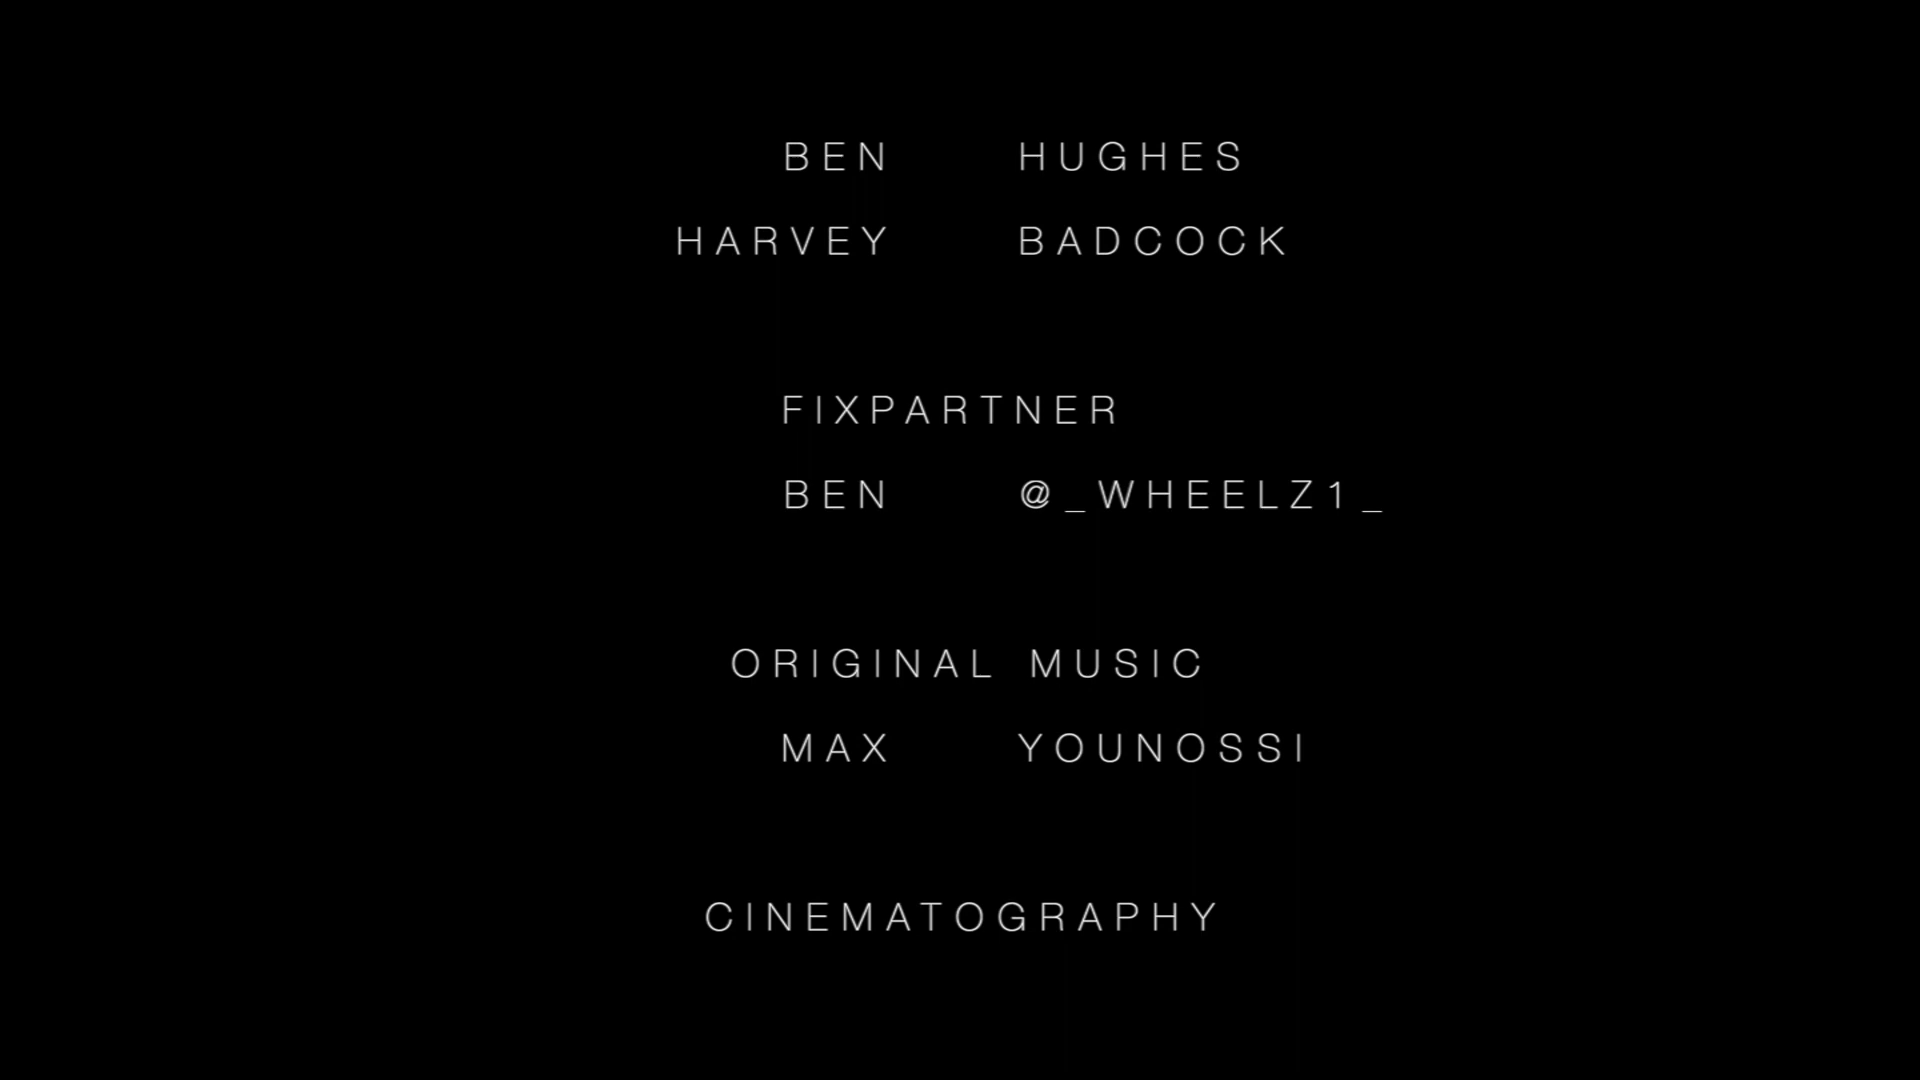 BEN HUGHES
HARVEY BADCOCK
FIXPARTNER
BEN @_WHEELZ1_
ORIGINAL MUSIC
MAX YOUNOSSI
CINEMATOGRAPHY